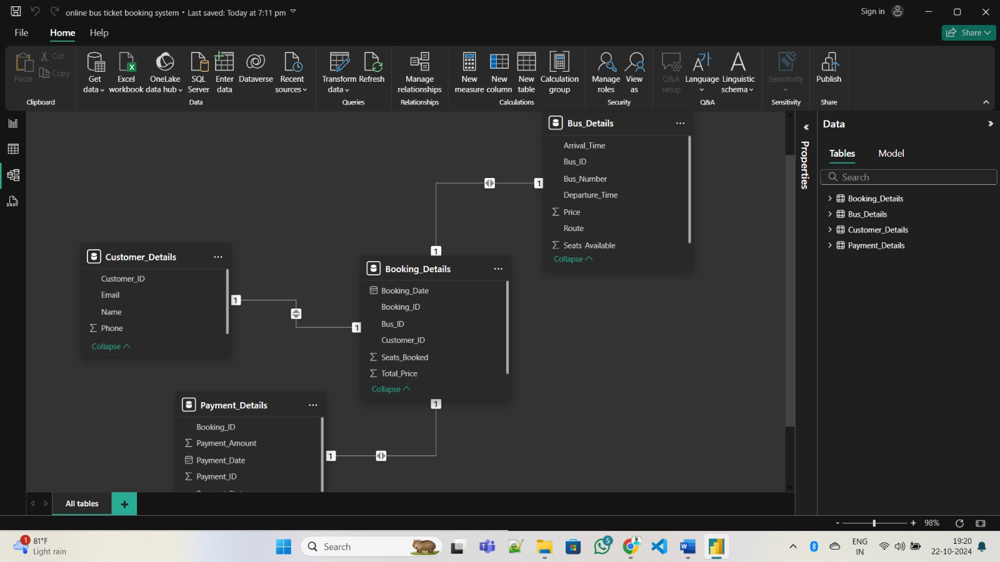 online bus ticket booking system • Last saved: Today at 7:11 pm
Sign in
File
Home
Help
Share
Paste
Cut
Copy
Clipboard
Get data
Excel workbook
OneLake data hub
SQL Server
Enter data
Dataverse
Recent sources
Data
Transform data
Refresh
Queries
Manage relationships
Relationships
New measure
New column
New table
Calculation group
Calculations
Manage roles
View as
Security
Q&A setup
Language
Linguistic schema
Q&A
Sensitivity
Sensitivity
Publish
Share
Bus_Details
Arrival_Time
Bus_ID
Bus_Number
Departure_Time
Price
Route
Seats_Available
Collapse
1
1
Customer_Details
Customer_ID
Email
Name
Phone
Collapse
1
1
Booking_Details
Booking_Date
Booking_ID
Bus_ID
Customer_ID
Seats_Booked
Total_Price
Collapse
1
1
Payment_Details
Booking_ID
Payment_Amount
Payment_Date
Payment_ID
Properties
Data
Tables
Model
Search
Booking_Details
Bus_Details
Customer_Details
Payment_Details
All tables
+
- + 98%
1
81°F
Light rain
Search
5
ENG
IN
19:20
22-10-2024